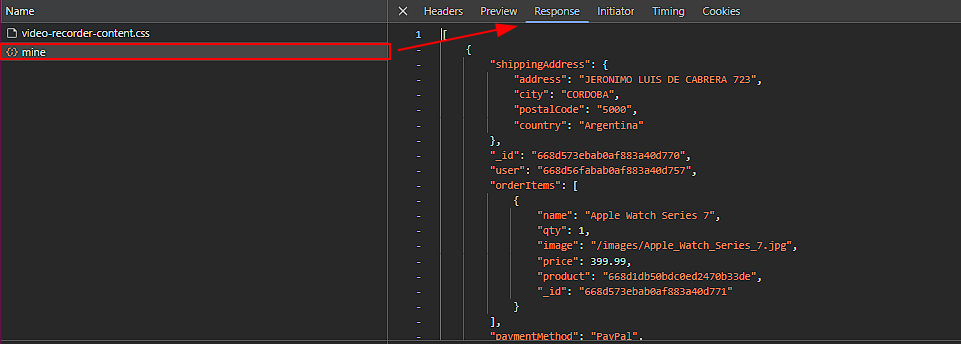 Name
video-recorder-content.css
mine
Headers Preview Response Initiator Timing Cookies
1 [
- {
- "shippingAddress": {
- "address": "JERONIMO LUIS DE CABRERA 723",
- "city": "CORDOBA",
- "postalCode": "5000",
- "country": "Argentina"
- },
- "_id": "668d573ebab0af883a40d770",
- "user": "668d56fabab0af883a40d757",
- "orderItems": [
- {
- "name": "Apple Watch Series 7",
- "qty": 1,
- "image": "/images/Apple_Watch_Series_7.jpg",
- "price": 399.99,
- "product": "668d1db50bdc0ed2470b33de",
- "_id": "668d573ebab0af883a40d771"
- }
- ],
- "paymentMethod": "PayPal",